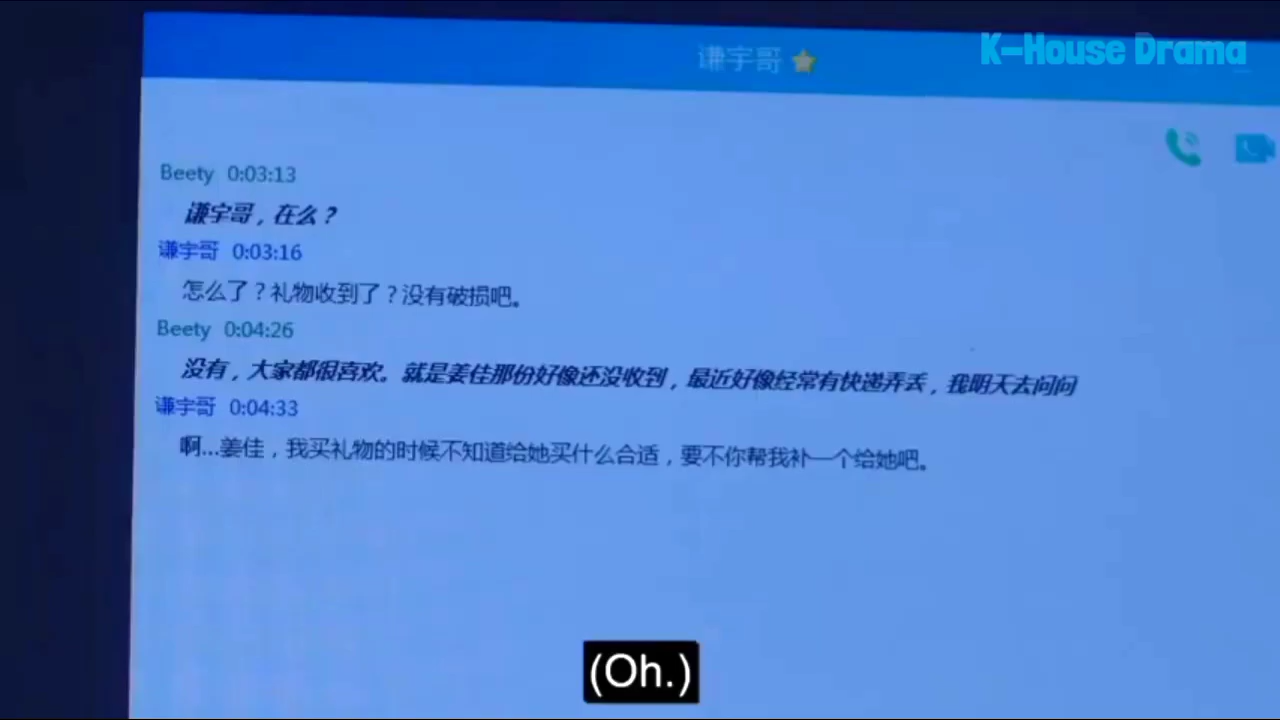 谦宇哥
K-House Drama
Beety 0:03:13
谦宇哥，在么？
谦宇哥 0:03:16
怎么了？礼物收到了？没有破损吧。
Beety 0:04:26
没有，大家都很喜欢。就是姜佳那份好像还没收到，最近好像经常有快递弄丢，我明天去问问
谦宇哥 0:04:33
啊...姜佳，我买礼物的时候不知道给她买什么合适，要不你帮我补一个给她吧。
(Oh.)